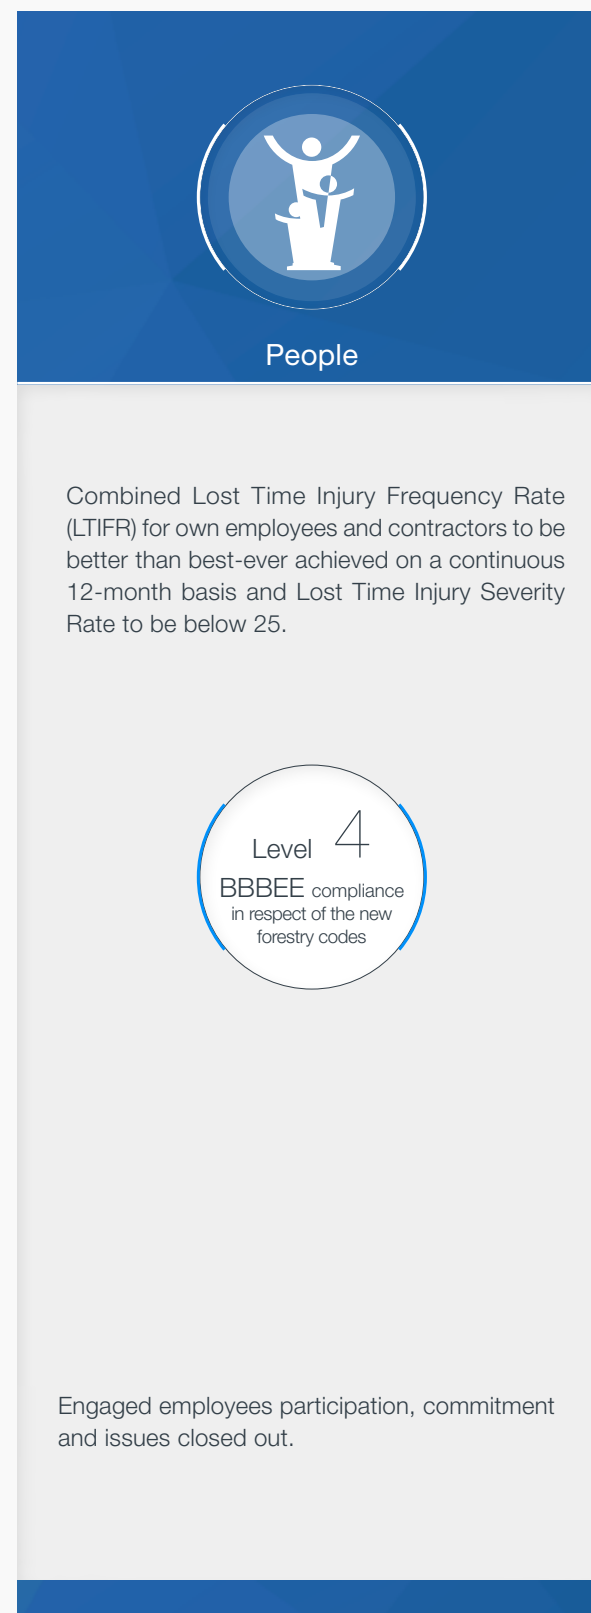 People
Combined Lost Time Injury Frequency Rate
(LTIFR) for own employees and contractors to be
better than best-ever achieved on a continuous
12-month basis and Lost Time Injury Severity
Rate to be below 25.
Level 4
BBBEE compliance
in respect of the new
forestry codes
Engaged employees participation, commitment
and issues closed out.